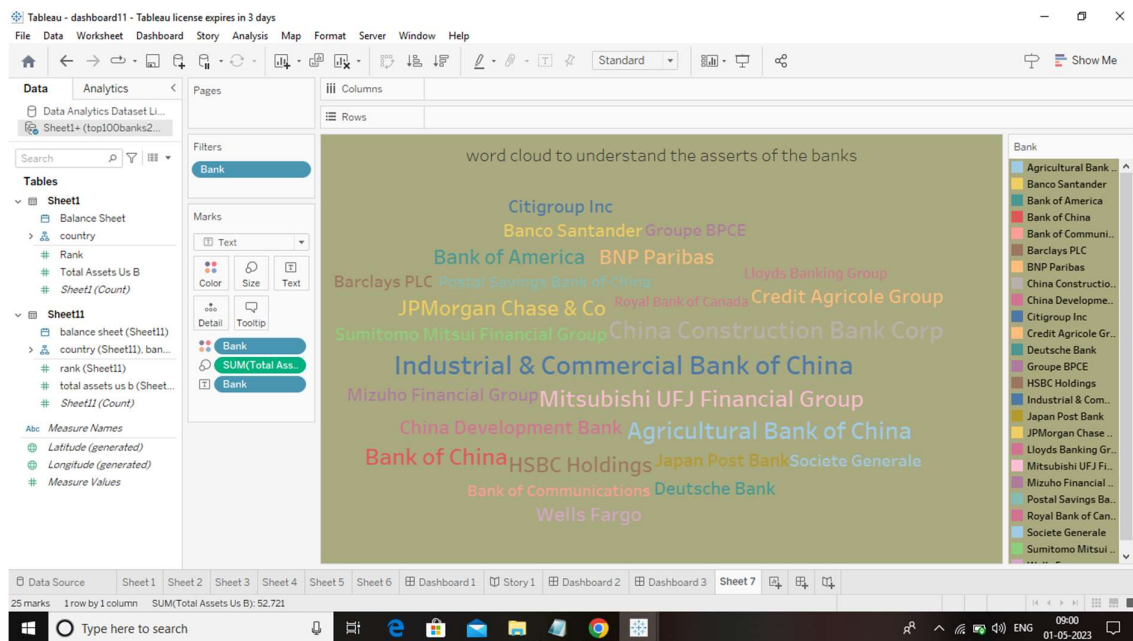 Tableau - dashboard11 - Tableau license expires in 3 days
File Data Worksheet Dashboard Story Analysis Map Format Server Window Help
Standard
Show Me
Data Analytics
Data Analytics Dataset Li...
Sheet1+ (top100banks2...
Search
Tables
Sheet1
Balance Sheet
country
Rank
Total Assets Us B
Sheet1 (Count)
Sheet11
balance sheet (Sheet11)
country (Sheet11), ban...
rank (Sheet11)
total assets us b (Sheet...
Sheet11 (Count)
Abc Measure Names
Latitude (generated)
Longitude (generated)
Measure Values
Pages
Filters
Bank
Marks
Text
Color Size Text
Detail Tooltip
Bank
SUM(Total Ass..
Bank
Columns
Rows
word cloud to understand the asserts of the banks
Citigroup Inc
Banco Santander Groupe BPCE
Bank of America BNP Paribas
Lloyds Banking Group
Barclays PLC Postal Savings Bank of China
Royal Bank of Canada Credit Agricole Group
JPMorgan Chase & Co
Sumitomo Mitsui Financial Group China Construction Bank Corp
Industrial & Commercial Bank of China
Mizuho Financial Group Mitsubishi UFJ Financial Group
China Development Bank Agricultural Bank of China
Bank of China HSBC Holdings Japan Post Bank Societe Generale
Bank of Communications Deutsche Bank
Wells Fargo
Bank
Agricultural Bank ..
Banco Santander
Bank of America
Bank of China
Bank of Communi..
Barclays PLC
BNP Paribas
China Constructio..
China Developme..
Citigroup Inc
Credit Agricole Gr..
Deutsche Bank
Groupe BPCE
HSBC Holdings
Industrial & Com..
Japan Post Bank
JPMorgan Chase ..
Lloyds Banking Gr..
Mitsubishi UFJ Fi..
Mizuho Financial ..
Postal Savings Ba..
Royal Bank of Can..
Societe Generale
Sumitomo Mitsui ..
Data Source Sheet 1 Sheet 2 Sheet 3 Sheet 4 Sheet 5 Sheet 6 Dashboard 1 Story 1 Dashboard 2 Dashboard 3 Sheet 7
25 marks 1 row by 1 column SUM(Total Assets Us B): 52,721
Type here to search
ENG
09:00
01-05-2023